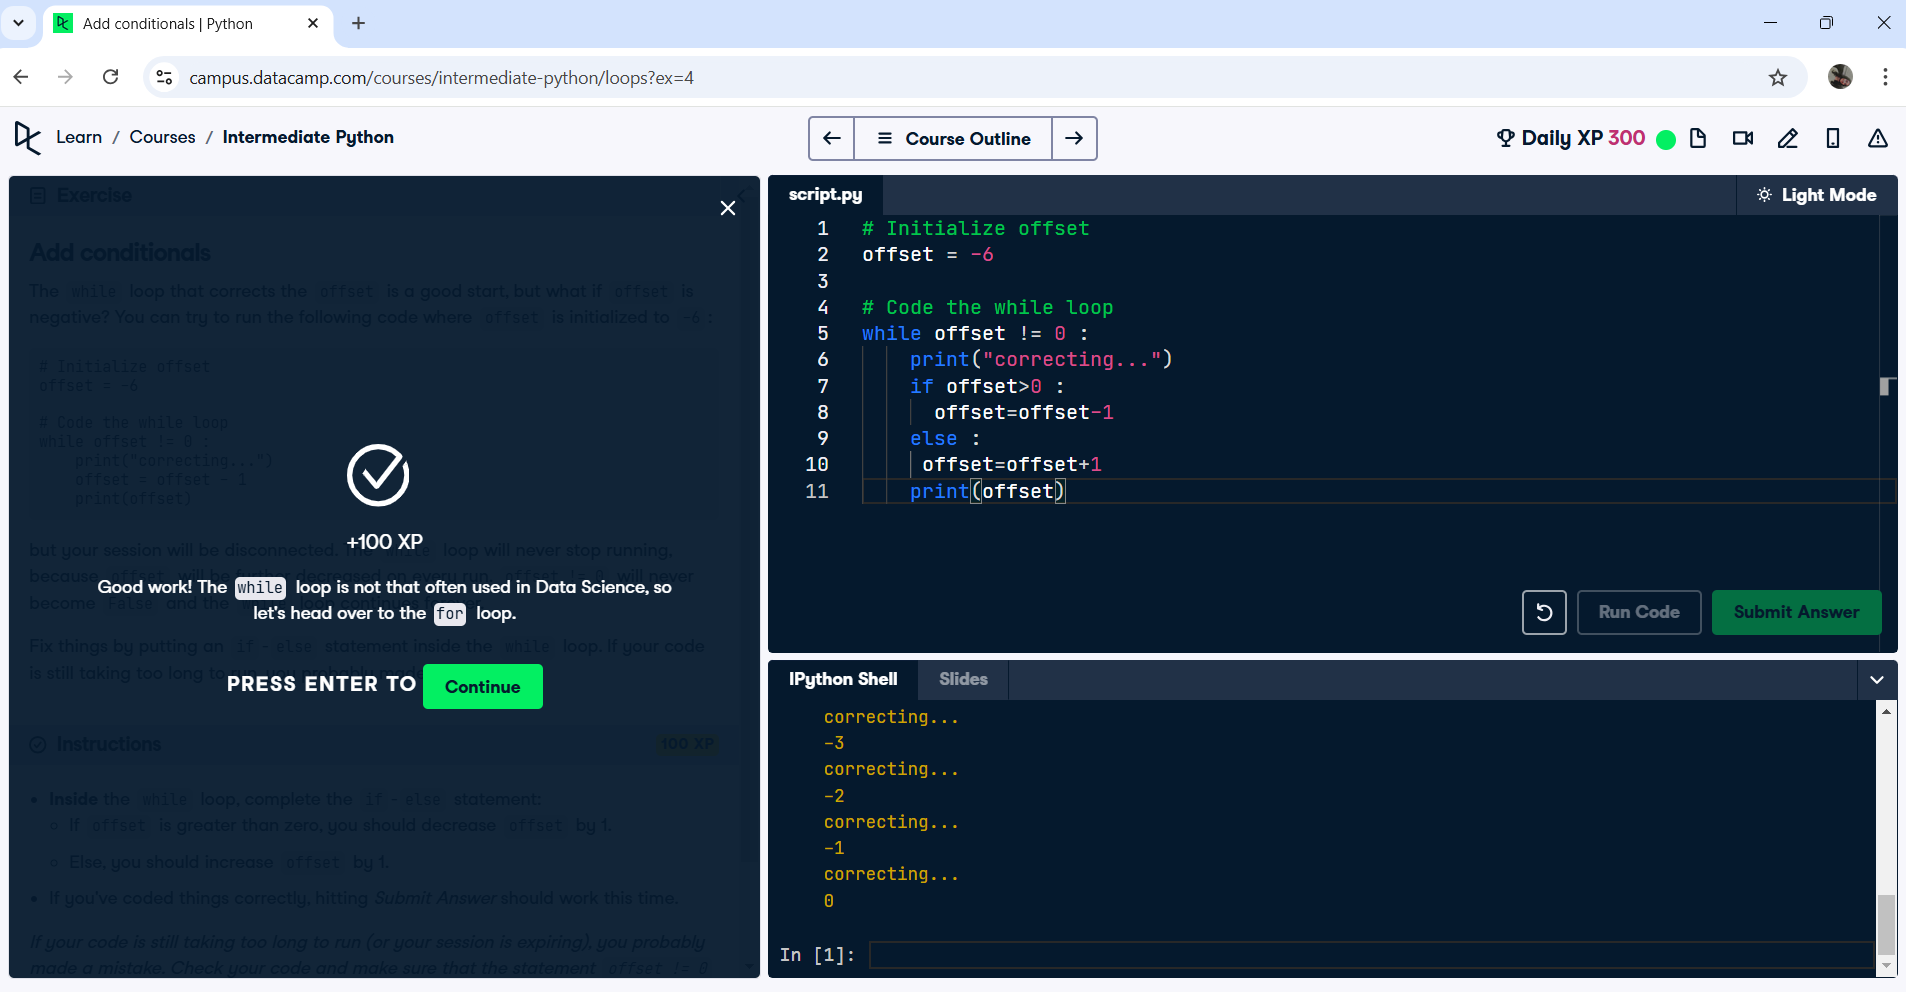 Add conditionals | Python
campus.datacamp.com/courses/intermediate-python/loops?ex=4
Learn / Courses / Intermediate Python
Course Outline
Daily XP 300
Exercise
Add conditionals
The while loop that corrects the offset is a good start, but what if offset is
negative? You can try to run the following code where offset is initialized to -6 :
# Initialize offset
offset = -6
# Code the while loop
while offset != 0 :
print("correcting...")
offset = offset - 1
print(offset)
+100 XP
but your session will be disconnected. The while loop will never stop running,
because offset will be further decreased on every run. offset != 0 will never
become False and the loop continues
Good work! The while loop is not that often used in Data Science, so
let's head over to the for loop.
Fix things by putting an if - else statement inside the while loop. If your code
is still taking too long to run, you probably made
PRESS ENTER TO Continue
Instructions 100 XP
Inside the while loop, complete the if - else statement:
If offset is greater than zero, you should decrease offset by 1.
Else, you should increase offset by 1.
If you've coded things correctly, hitting Submit Answer should work this time.
If your code is still taking too long to run (or your session is expiring), you probably
made a mistake. Check your code and make sure that the statement offset != 0
script.py
Light Mode
1 # Initialize offset
2 offset = -6
3
4 # Code the while loop
5 while offset != 0 :
6 print("correcting...")
7 if offset>0 :
8 offset=offset-1
9 else :
10 offset=offset+1
11 print(offset)
Run Code
Submit Answer
IPython Shell
Slides
correcting...
-3
correcting...
-2
correcting...
-1
correcting...
0
In [1]: